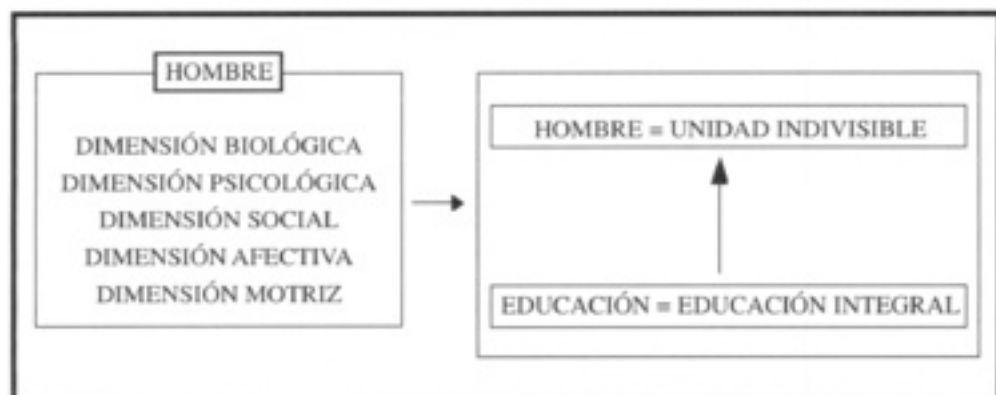 HOMBRE
DIMENSIÓN BIOLÓGICA
DIMENSIÓN PSICOLÓGICA
DIMENSIÓN SOCIAL
DIMENSIÓN AFECTIVA
DIMENSIÓN MOTRIZ
HOMBRE = UNIDAD INDIVISIBLE
EDUCACIÓN = EDUCACIÓN INTEGRAL